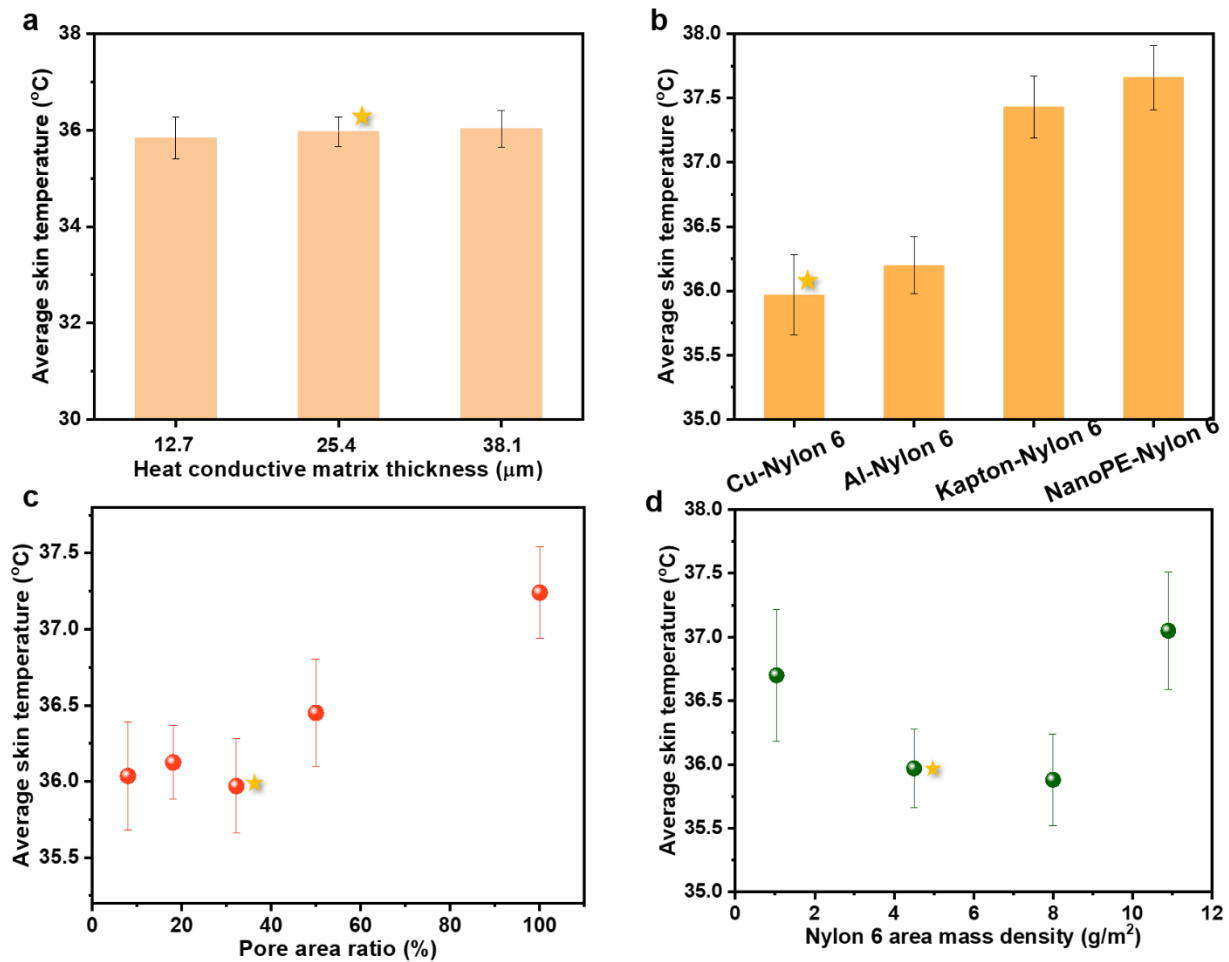 a
38
36
34
32
30
Average skin temperature (°C)
12.7 25.4 38.1
Heat conductive matrix thickness (μm)
b
38.0
37.5
37.0
36.5
36.0
35.5
35.0
Average skin temperature (°C)
Cu-Nylon 6 Al-Nylon 6 Kapton-Nylon 6 NanoPE-Nylon 6
c
37.5
37.0
36.5
36.0
35.5
Average skin temperature (°C)
0 20 40 60 80 100
Pore area ratio (%)
d
38.0
37.5
37.0
36.5
36.0
35.5
35.0
Average skin temperature (°C)
0 2 4 6 8 10 12
Nylon 6 area mass density (g/m²)